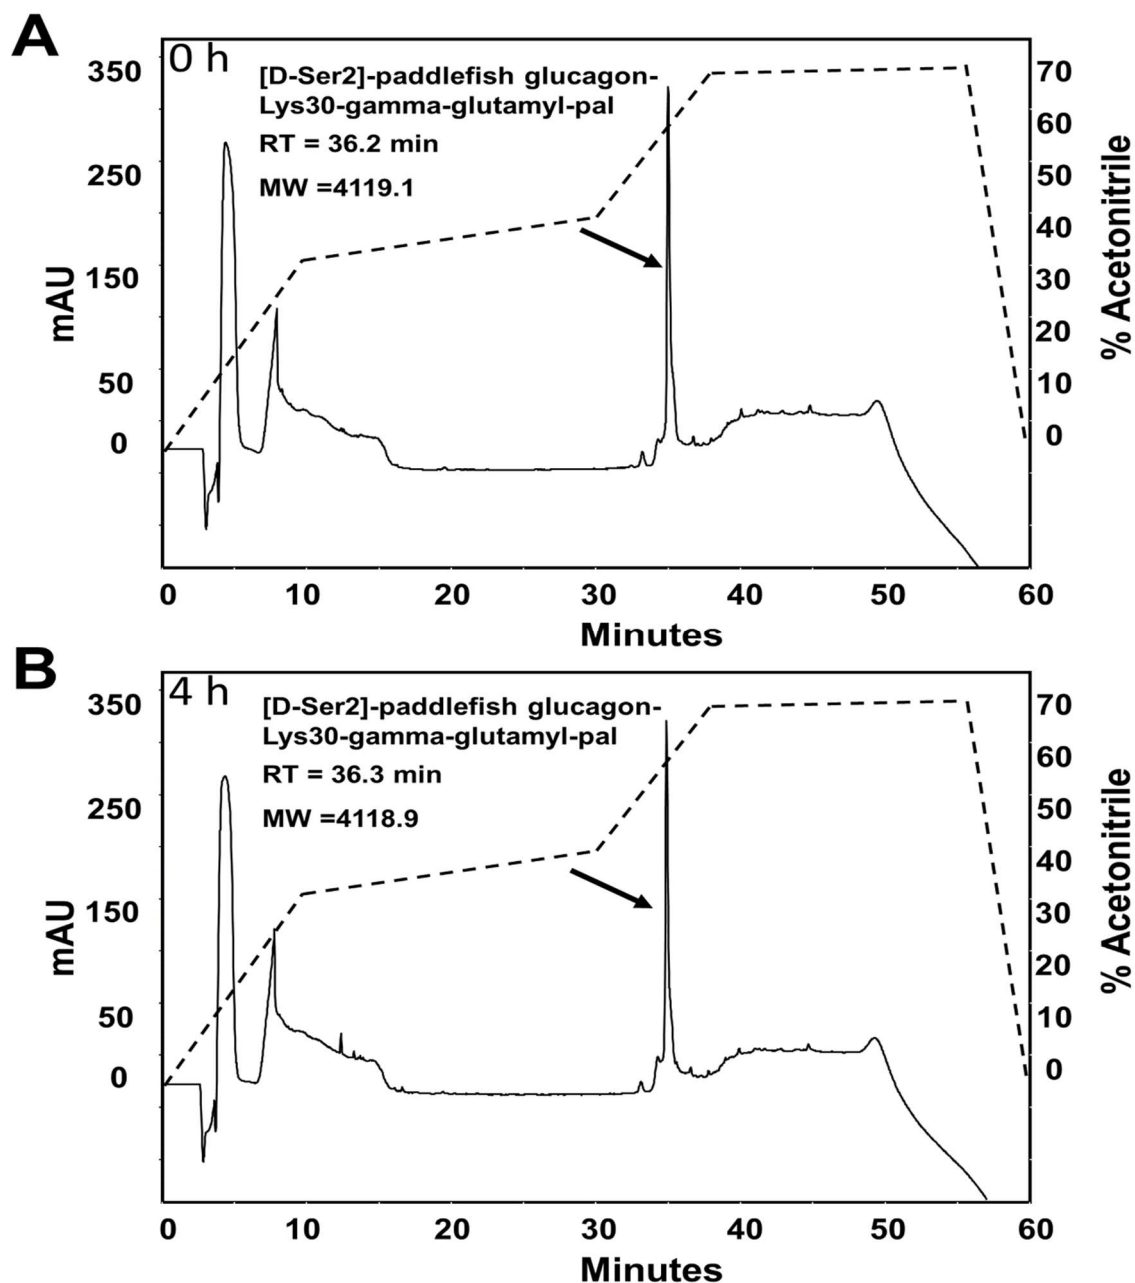 A
0 h
[D-Ser2]-paddlefish glucagon-
Lys30-gamma-glutamyl-pal
RT = 36.2 min
MW =4119.1
350
250
150
50
0
mAU
70
60
50
40
30
20
10
0
% Acetonitrile
0 10 20 30 40 50 60
Minutes
B
4 h
[D-Ser2]-paddlefish glucagon-
Lys30-gamma-glutamyl-pal
RT = 36.3 min
MW =4118.9
350
250
150
50
0
mAU
70
60
50
40
30
20
10
0
% Acetonitrile
0 10 20 30 40 50 60
Minutes